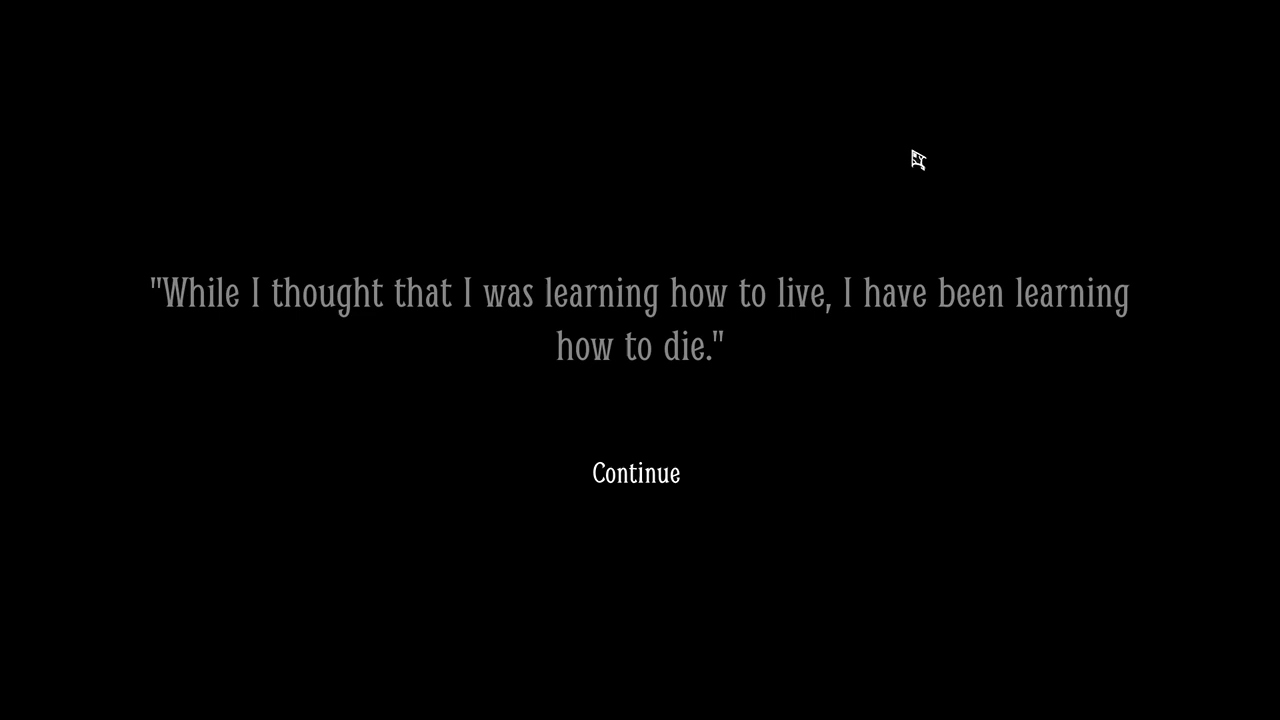 "While I thought that I was learning how to live, I have been learning
how to die."
Continue